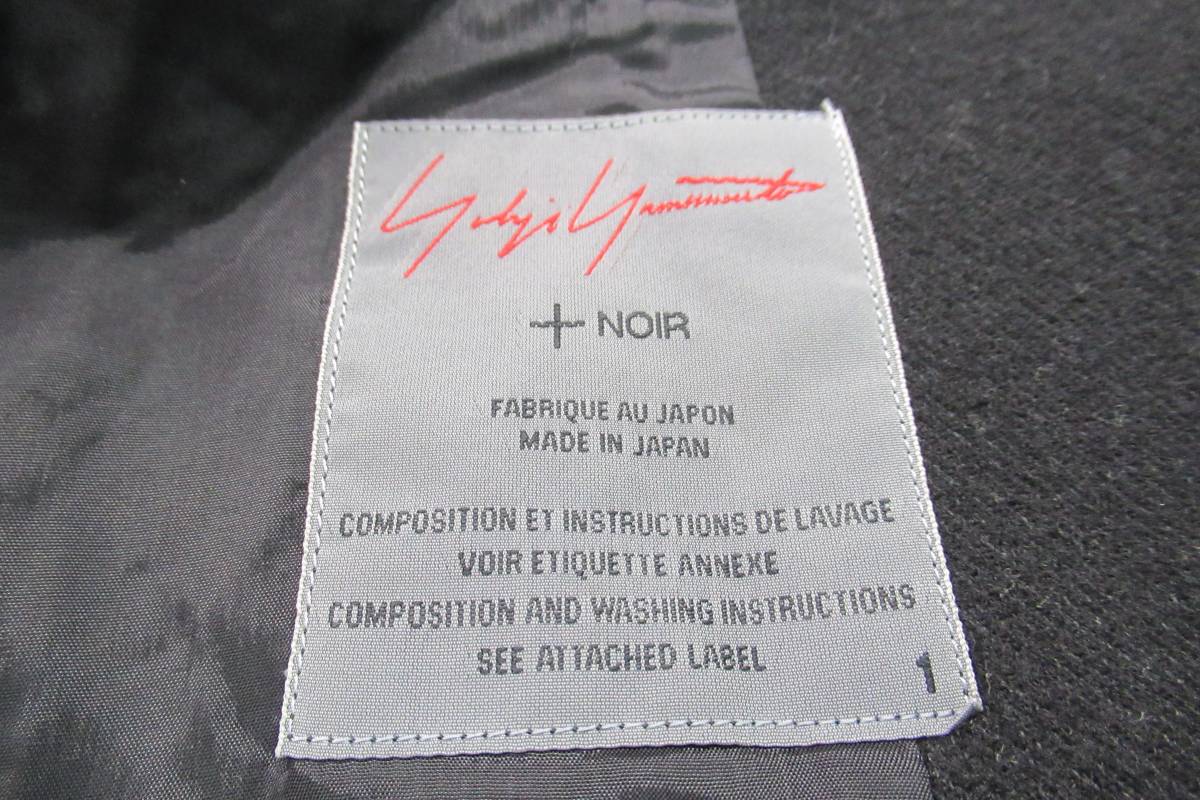 Yohji Yamamoto
+ NOIR
FABRIQUE AU JAPON
MADE IN JAPAN
COMPOSITION ET INSTRUCTIONS DE LAVAGE
VOIR ETIQUETTE ANNEXE
COMPOSITION AND WASHING INSTRUCTIONS
SEE ATTACHED LABEL
1